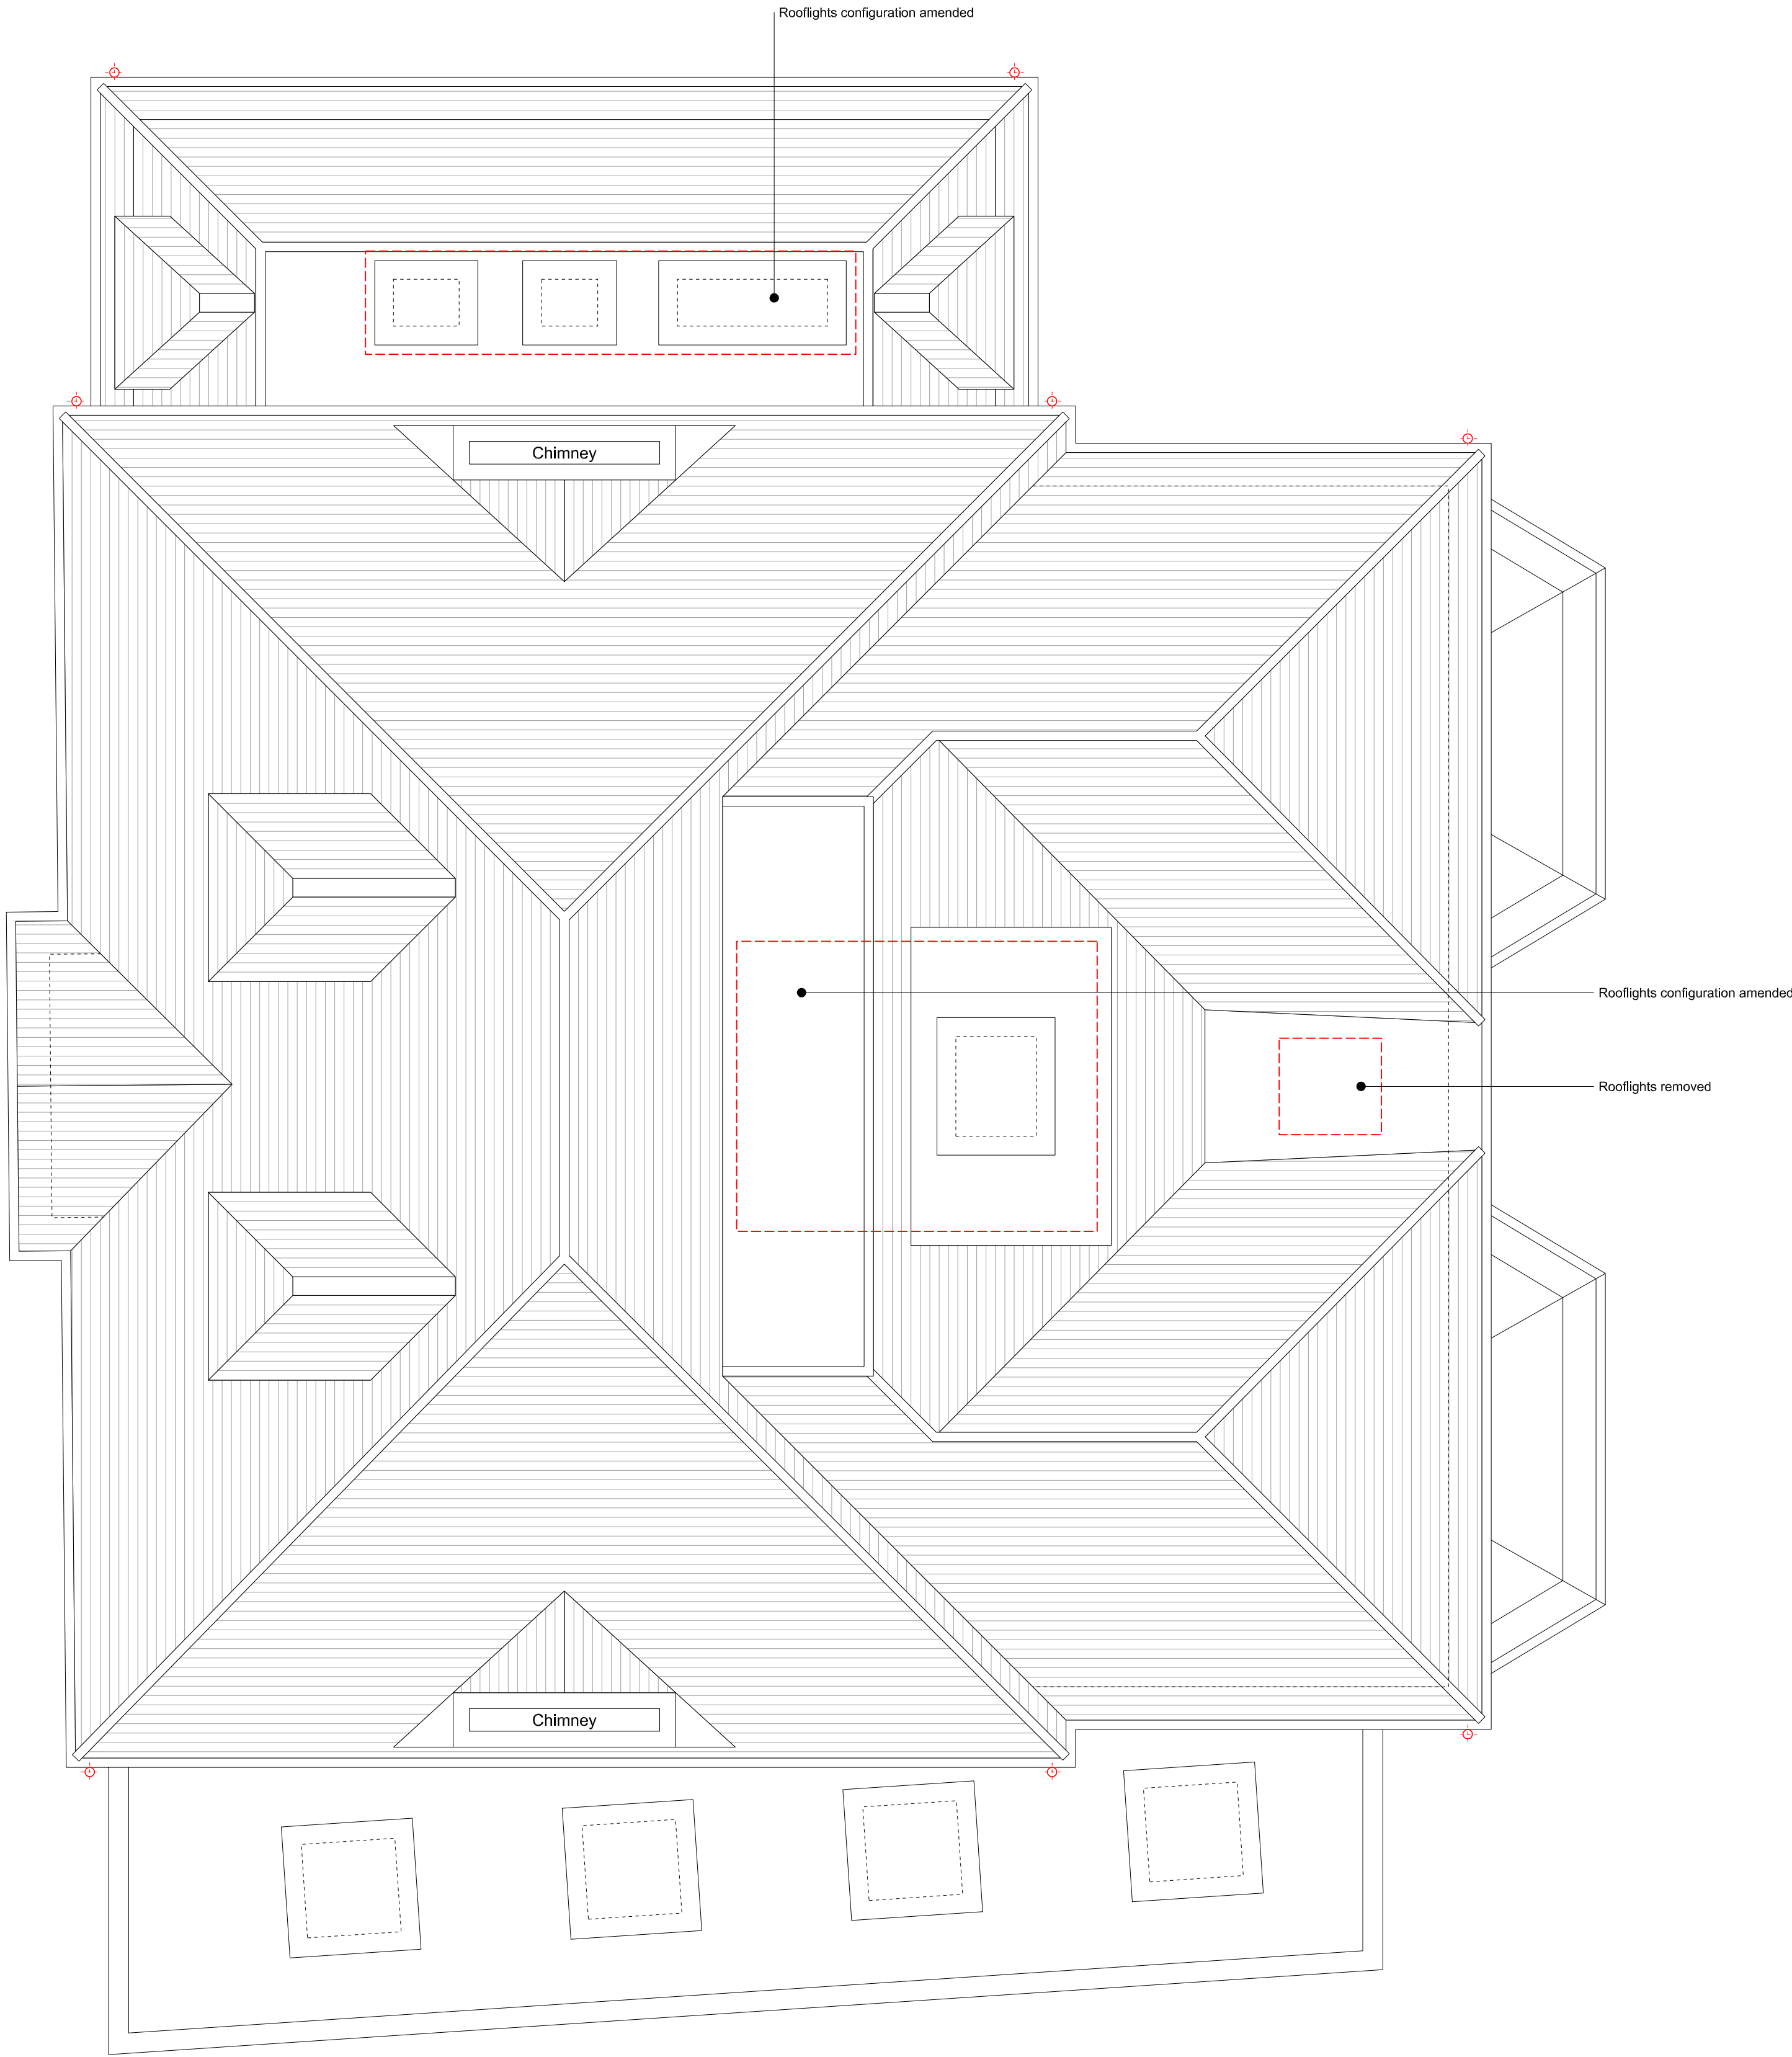 Rooflights configuration amended
Chimney
Rooflights configuration amended
Rooflights removed
Chimney